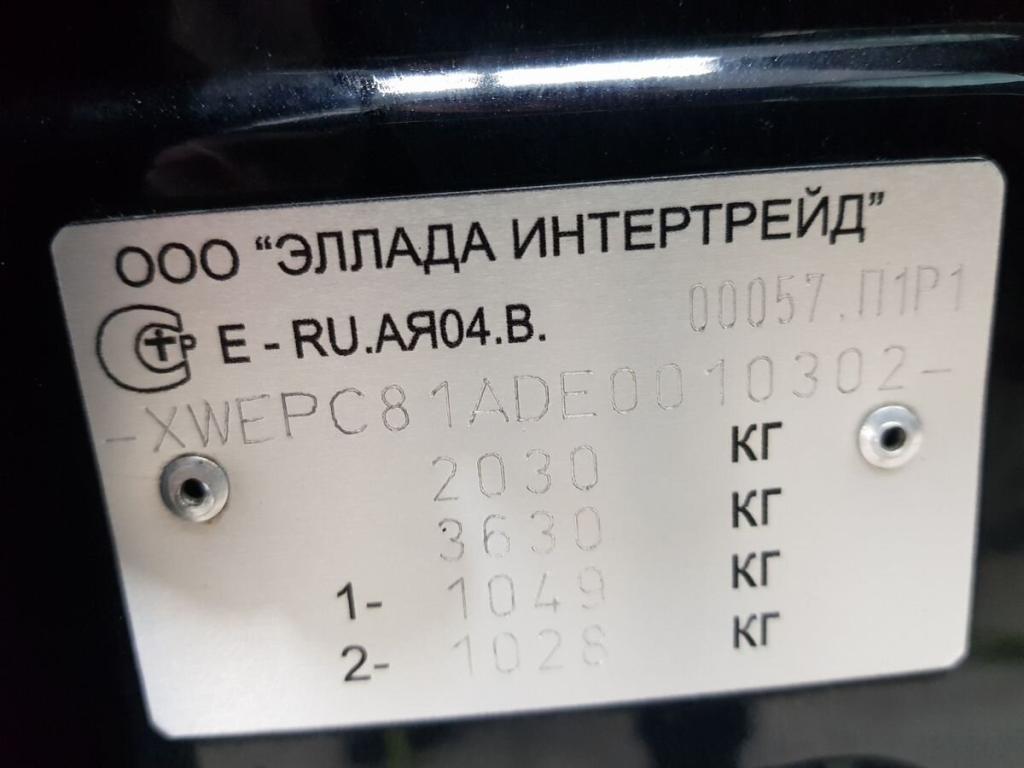 ООО “ЭЛЛАДА ИНТЕРТРЕЙД”
E - RU.АЯ04.В. 00057.П1Р1
-XWEPC81ADE0010302-
2030 КГ
3630 КГ
1- 1049 КГ
2- 1028 КГ